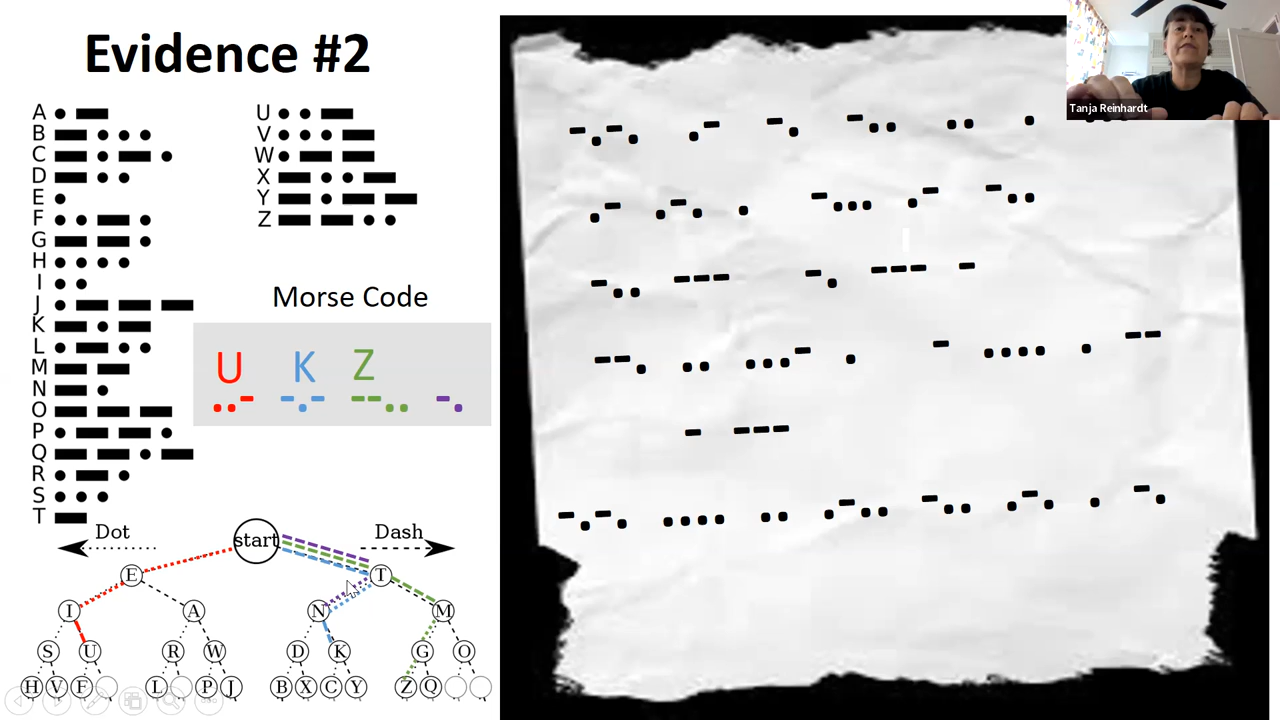 Evidence #2
A .-
B -...
C -.-.
D -..
E .
F ..-.
G --.
H ....
I ..
J .---
K -.-
L .-..
M --
N -.
O ---
P .--.
Q --.-
R .-.
S ...
T -
U ..-
V ...-
W .--
X -..-
Y -.--
Z --..
Morse Code
U K Z
..- -.- --.. -.
Dot
Dash
start
E T
I A N M
S U R W D K G O
H V F L P J B X C Y Z Q
-.-. .- -. -.. .. .
.- .-. . -... .- -..
-.. --- -. --- -
--. .. ...- . - .... . --
- ---
-.-. .... .. .-.. -.. .-. . -.
Tanja Reinhardt